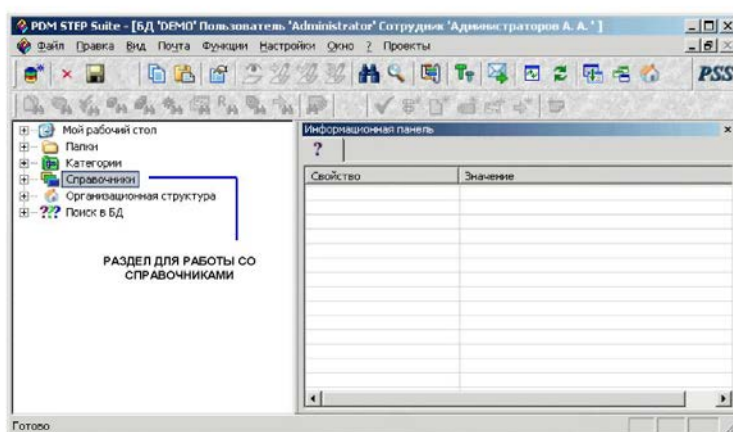 PDM STEP Suite - [БД 'DEMO' Пользователь 'Administrator' Сотрудник 'Администраторов А. А. ' ]
Файл Правка Вид Почта Функции Настройки Окно ? Проекты
PSS
Мой рабочий стол
Папки
Категории
Справочники
Организационная структура
??? Поиск в БД
РАЗДЕЛ ДЛЯ РАБОТЫ СО
СПРАВОЧНИКАМИ
Информационная панель
?
Свойство Значение
Готово